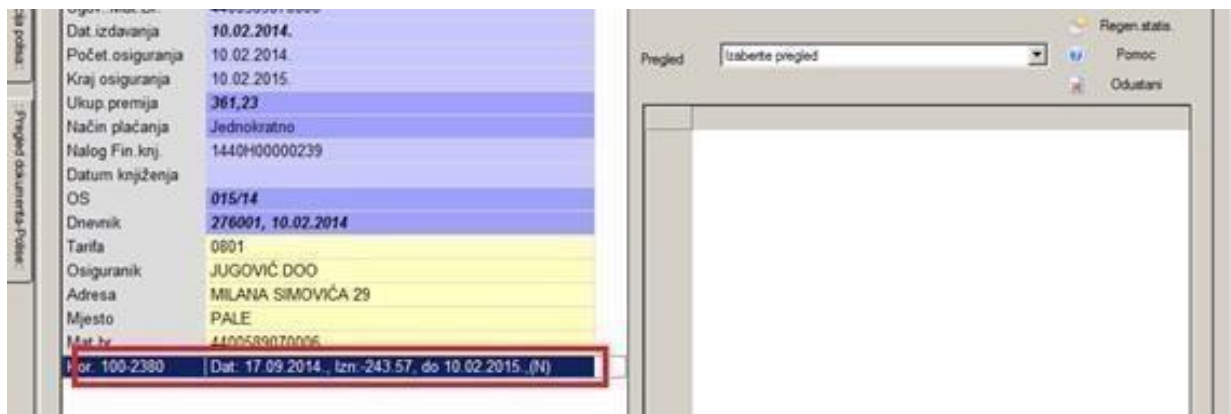 Dat.izdavanja 10.02.2014.
Počet.osiguranja 10.02.2014.
Kraj osiguranja 10.02.2015.
Ukup.premija 361,23
Način plaćanja Jednokratno
Nalog Fin.knj. 1440H00000239
Datum knjiženja
OS 015/14
Dnevnik 276001, 10.02.2014
Tarifa 0801
Osiguranik JUGOVIĆ DOO
Adresa MILANA SIMOVIĆA 29
Mjesto PALE
Mat.br. 4400589070006
Kor. 100-2380 Dat: 17.09.2014., Izn:-243.57, do 10.02.2015.,(N)
Regen.statis.
Pregled Izaberite pregled
Pomoc
Odustani
Pregled dokumenta-Polise::